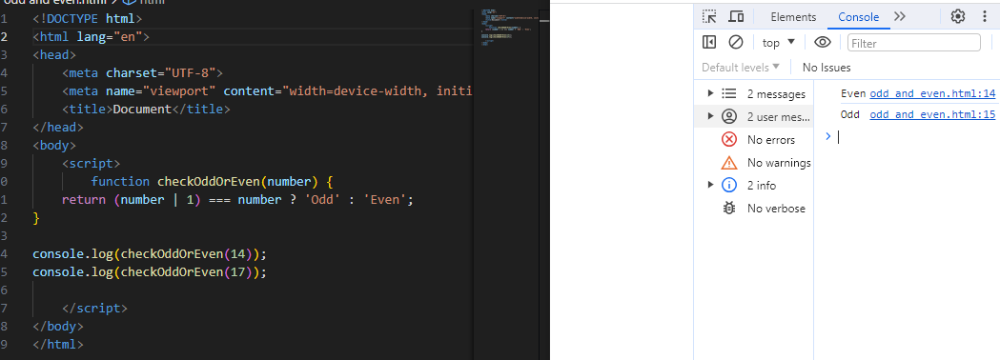 odd and even.html > html
1 <!DOCTYPE html>
2 <html lang="en">
3 <head>
4 <meta charset="UTF-8">
5 <meta name="viewport" content="width=device-width, initi
6 <title>Document</title>
7 </head>
8 <body>
9 <script>
0 function checkOddOrEven(number) {
1 return (number | 1) === number ? 'Odd' : 'Even';
2 }
3
4 console.log(checkOddOrEven(14));
5 console.log(checkOddOrEven(17));
6
7 </script>
8 </body>
9 </html>
Elements Console
top Filter
Default levels No Issues
2 messages
2 user mes...
No errors
No warnings
2 info
No verbose
Even odd and even.html:14
Odd odd and even.html:15